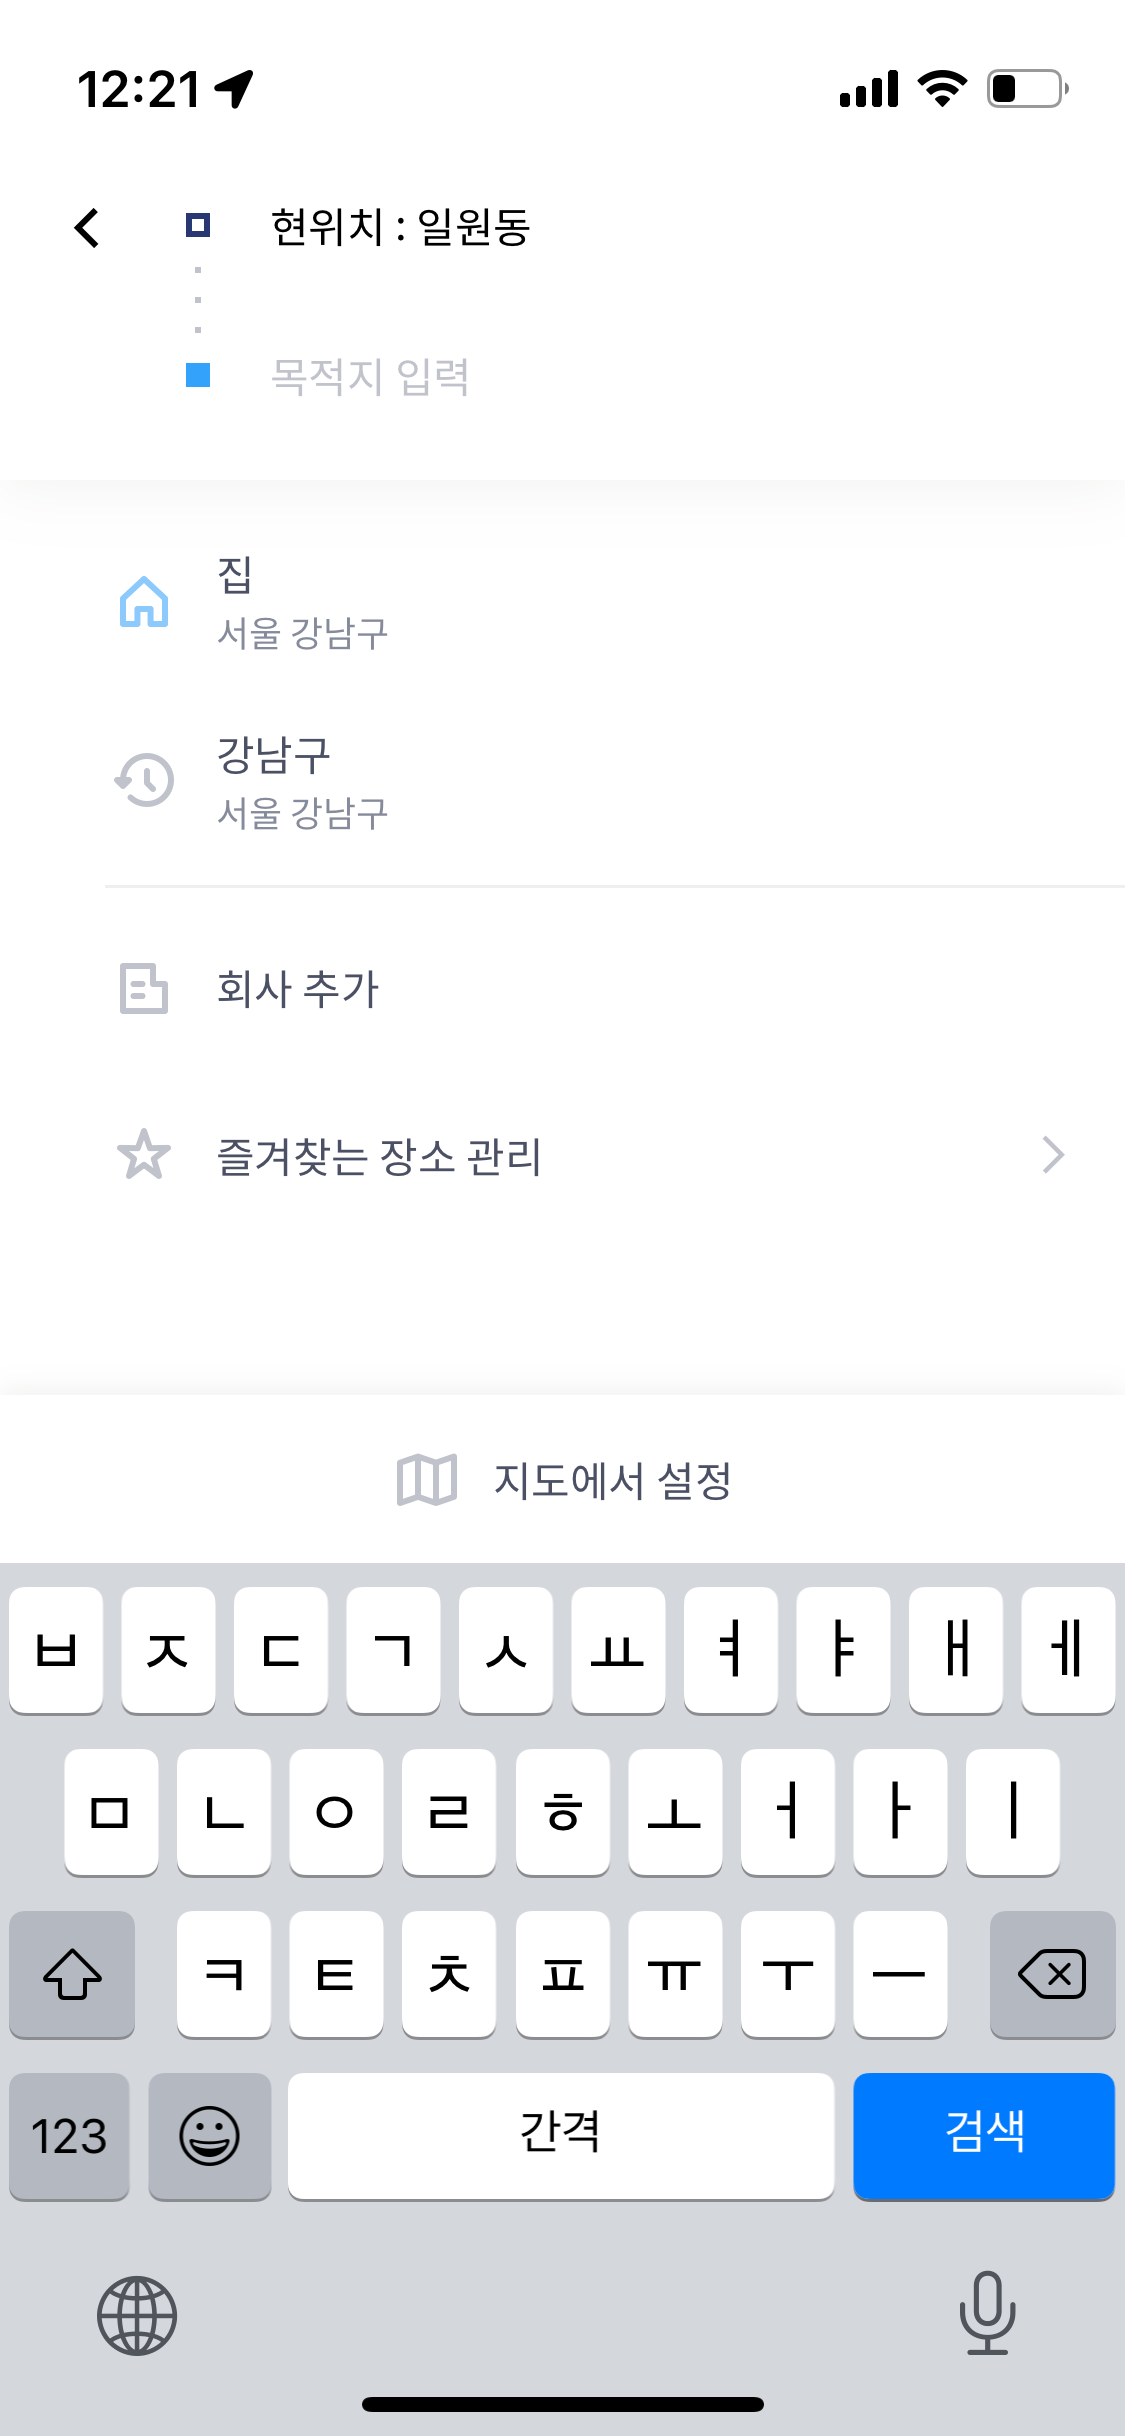 12:21
현위치 : 일원동
목적지 입력
집
서울 강남구
강남구
서울 강남구
회사 추가
즐겨찾는 장소 관리
지도에서 설정
ㅂ ㅈ ㄷ ㄱ ㅅ ㅛ ㅕ ㅑ ㅐ ㅔ
ㅁ ㄴ ㅇ ㄹ ㅎ ㅗ ㅓ ㅏ ㅣ
ㅋ ㅌ ㅊ ㅍ ㅠ ㅜ ㅡ
123 간격 검색